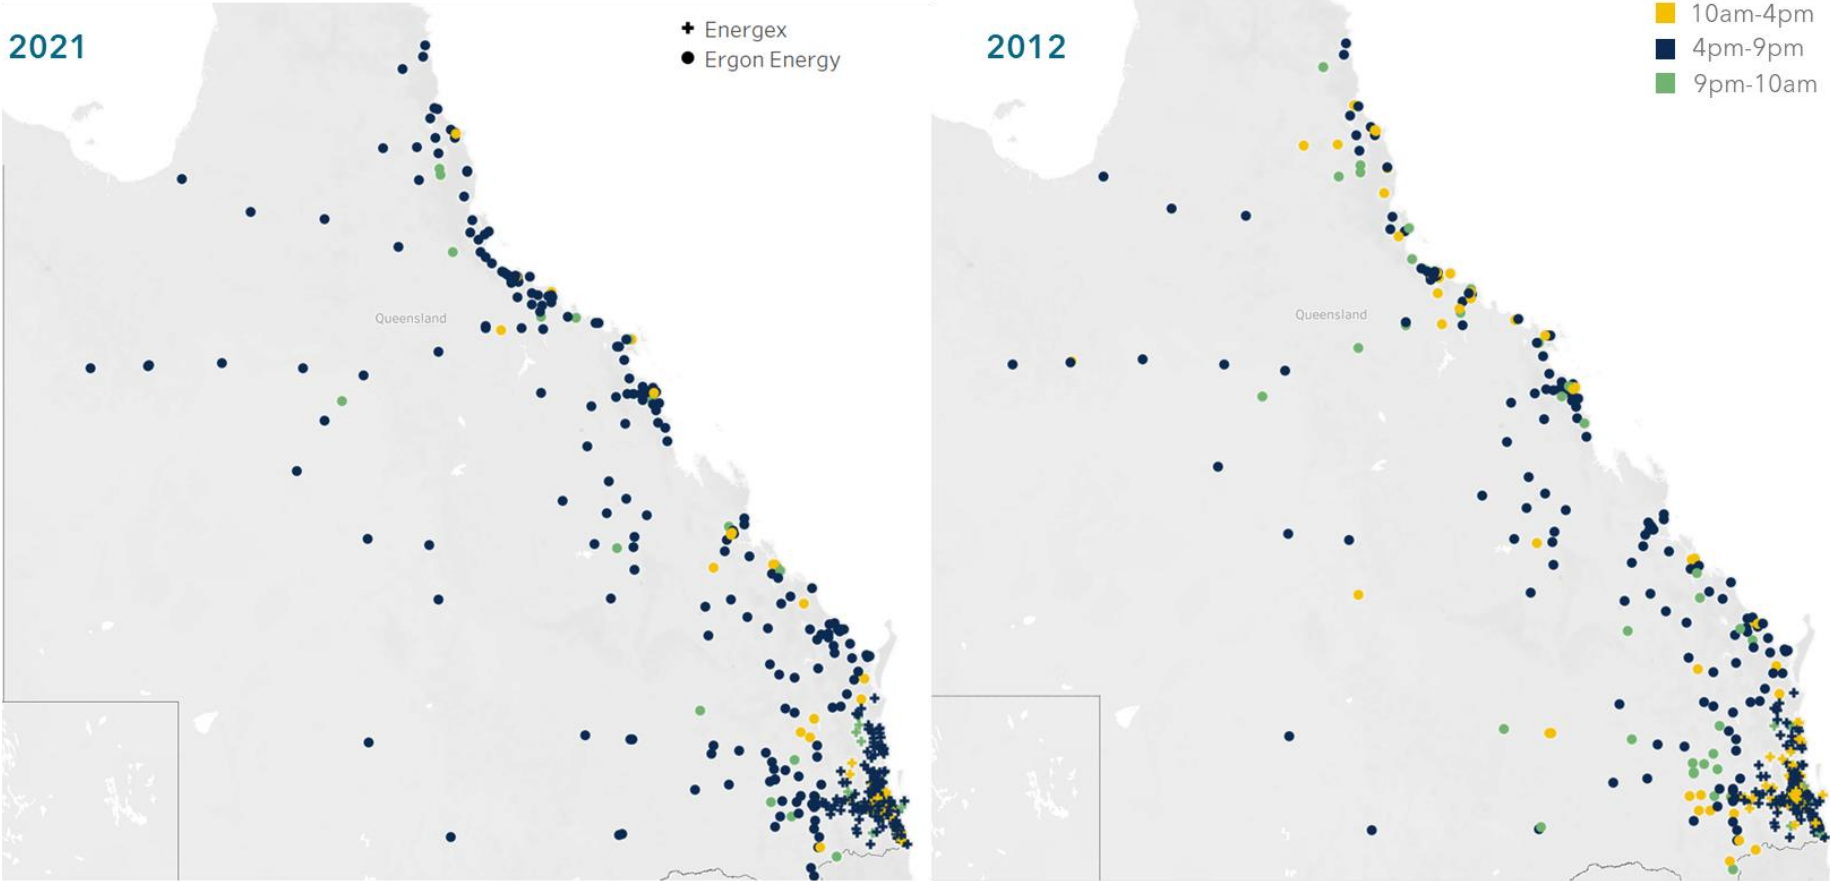 2021
Energex
Ergon Energy
2012
10am-4pm
4pm-9pm
9pm-10am
Queensland
Queensland